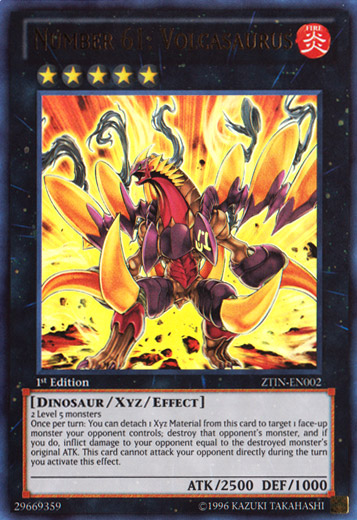 Number 61: Volcasaurus
FIRE
炎
61
1st Edition
ZTIN-EN002
[Dinosaur/Xyz/Effect]
2 Level 5 monsters
Once per turn: You can detach 1 Xyz Material from this card to target 1 face-up
monster your opponent controls; destroy that opponent's monster, and if
you do, inflict damage to your opponent equal to the destroyed monster's
original ATK. This card cannot attack your opponent directly during the turn
you activate this effect.
ATK/2500 DEF/1000
29669359
©1996 KAZUKI TAKAHASHI